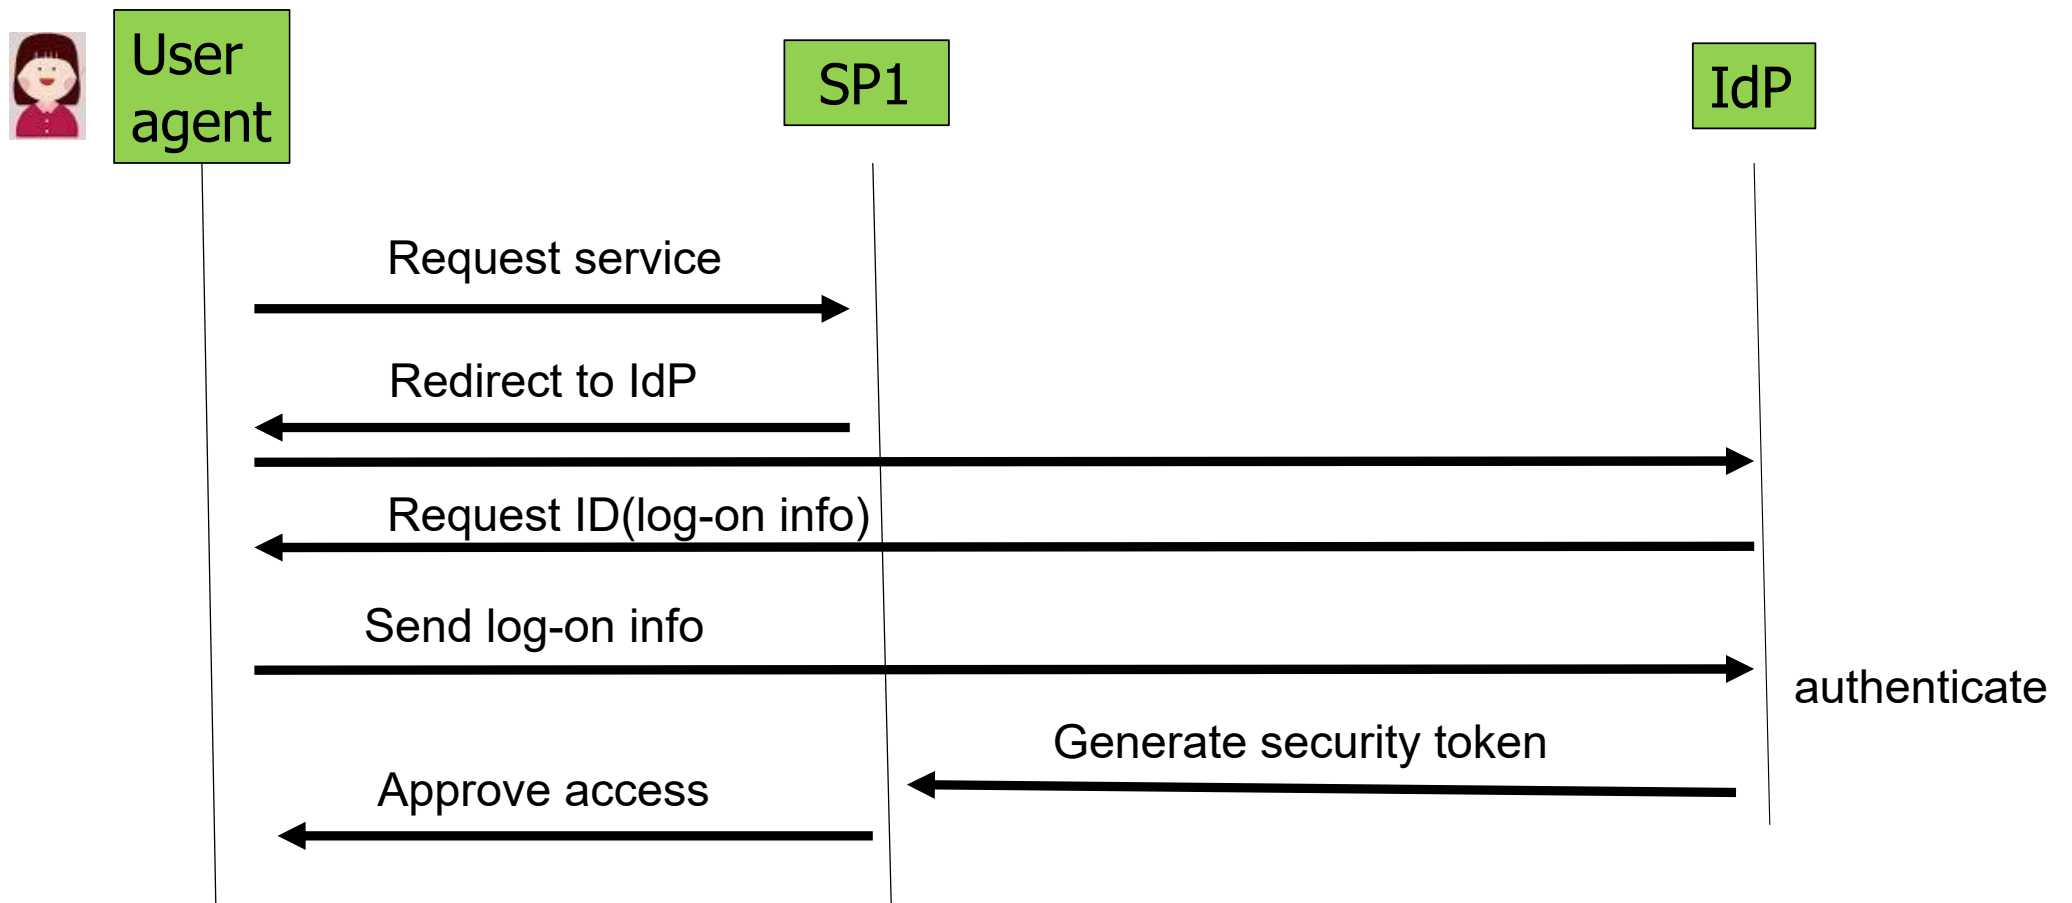 User
agent
SP1
IdP
Request service
Redirect to IdP
Request ID(log-on info)
Send log-on info
authenticate
Generate security token
Approve access